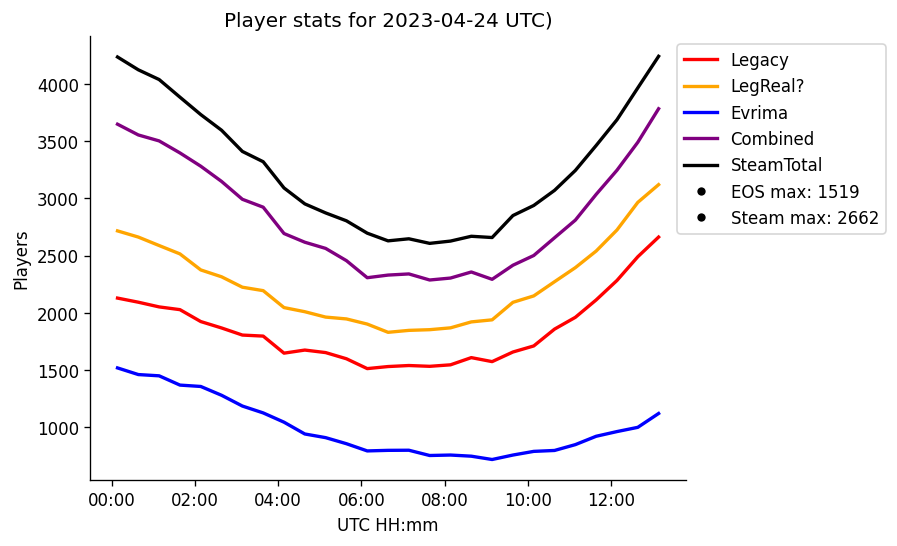 Player stats for 2023-04-24 UTC)
Players
4000
3500
3000
2500
2000
1500
1000
00:00 02:00 04:00 06:00 08:00 10:00 12:00
UTC HH:mm
Legacy
LegReal?
Evrima
Combined
SteamTotal
EOS max: 1519
Steam max: 2662